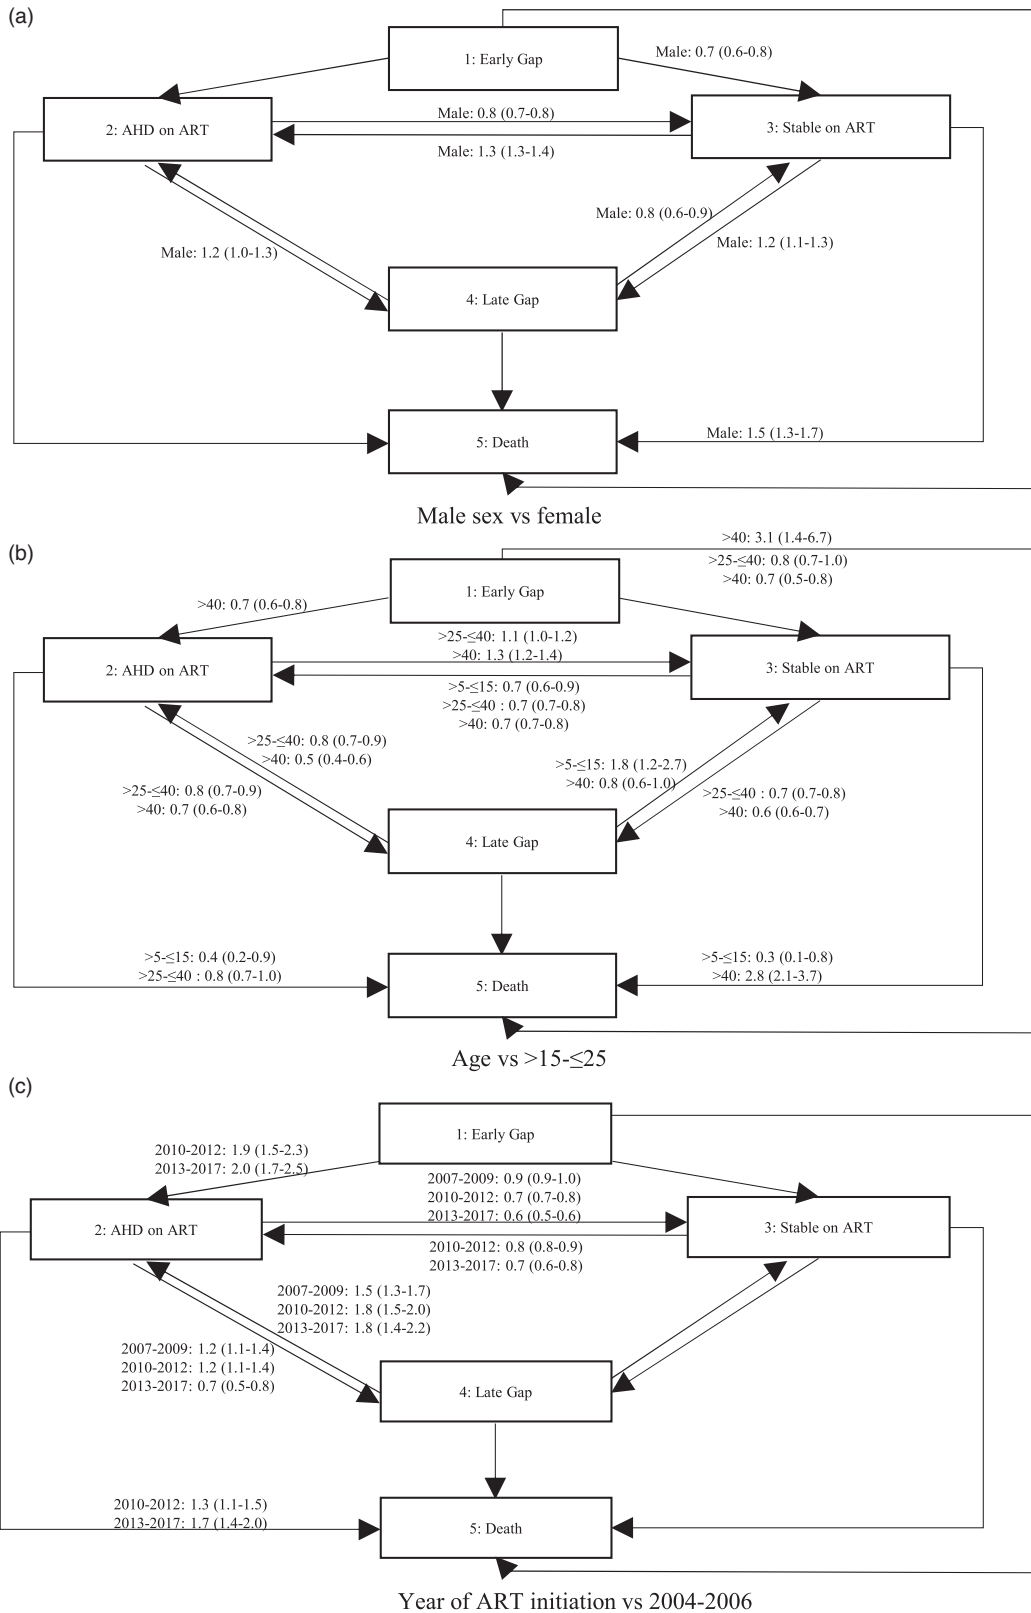 (a)
1: Early Gap
Male: 0.7 (0.6-0.8)
2: AHD on ART
Male: 0.8 (0.7-0.8)
3: Stable on ART
Male: 1.3 (1.3-1.4)
Male: 0.8 (0.6-0.9)
Male: 1.2 (1.0-1.3)
Male: 1.2 (1.1-1.3)
4: Late Gap
Male: 1.5 (1.3-1.7)
5: Death
Male sex vs female
(b)
>40: 3.1 (1.4-6.7)
>25-≤40: 0.8 (0.7-1.0)
>40: 0.7 (0.5-0.8)
1: Early Gap
>40: 0.7 (0.6-0.8)
>25-≤40: 1.1 (1.0-1.2)
>40: 1.3 (1.2-1.4)
2: AHD on ART
3: Stable on ART
>5-≤15: 0.7 (0.6-0.9)
>25-≤40 : 0.7 (0.7-0.8)
>40: 0.7 (0.7-0.8)
>25-≤40: 0.8 (0.7-0.9)
>40: 0.5 (0.4-0.6)
>5-≤15: 1.8 (1.2-2.7)
>40: 0.8 (0.6-1.0)
>25-≤40: 0.8 (0.7-0.9)
>40: 0.7 (0.6-0.8)
>25-≤40 : 0.7 (0.7-0.8)
>40: 0.6 (0.6-0.7)
4: Late Gap
>5-≤15: 0.4 (0.2-0.9)
>25-≤40 : 0.8 (0.7-1.0)
>5-≤15: 0.3 (0.1-0.8)
>40: 2.8 (2.1-3.7)
5: Death
Age vs >15-≤25
(c)
1: Early Gap
2010-2012: 1.9 (1.5-2.3)
2013-2017: 2.0 (1.7-2.5)
2007-2009: 0.9 (0.9-1.0)
2010-2012: 0.7 (0.7-0.8)
2013-2017: 0.6 (0.5-0.6)
2: AHD on ART
3: Stable on ART
2010-2012: 0.8 (0.8-0.9)
2013-2017: 0.7 (0.6-0.8)
2007-2009: 1.5 (1.3-1.7)
2010-2012: 1.8 (1.5-2.0)
2013-2017: 1.8 (1.4-2.2)
2007-2009: 1.2 (1.1-1.4)
2010-2012: 1.2 (1.1-1.4)
2013-2017: 0.7 (0.5-0.8)
4: Late Gap
2010-2012: 1.3 (1.1-1.5)
2013-2017: 1.7 (1.4-2.0)
5: Death
Year of ART initiation vs 2004-2006